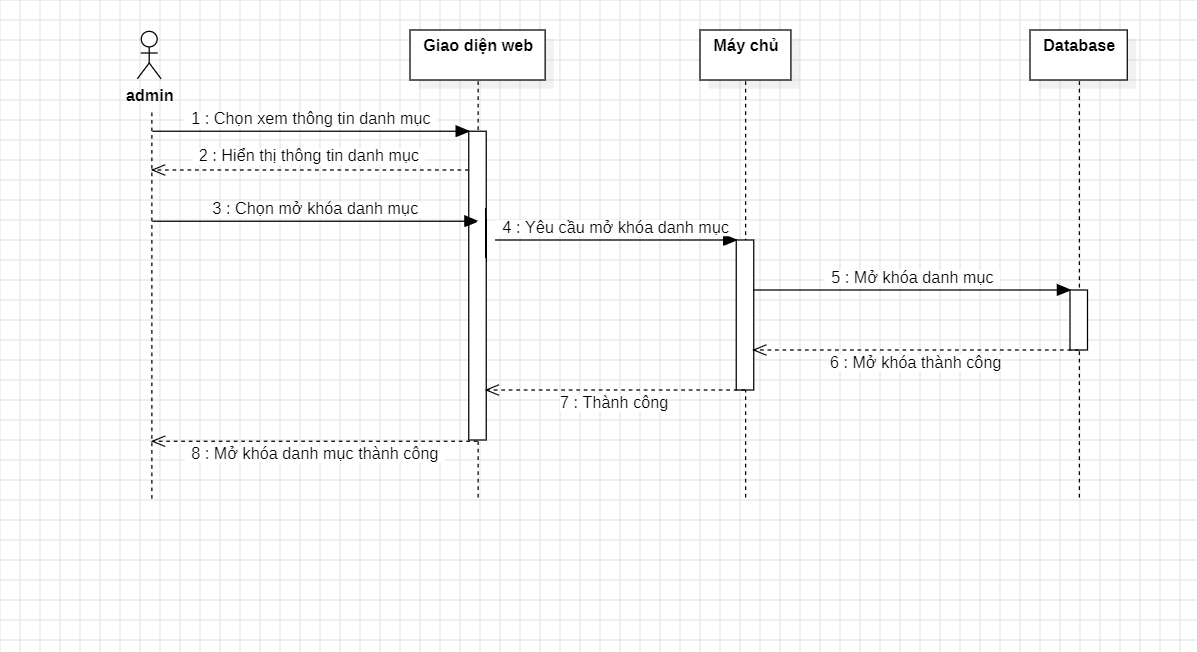 Giao diện web
Máy chủ
Database
admin
1 : Chọn xem thông tin danh mục
2 : Hiển thị thông tin danh mục
3 : Chọn mở khóa danh mục
4 : Yêu cầu mở khóa danh mục
5 : Mở khóa danh mục
6 : Mở khóa thành công
7 : Thành công
8 : Mở khóa danh mục thành công